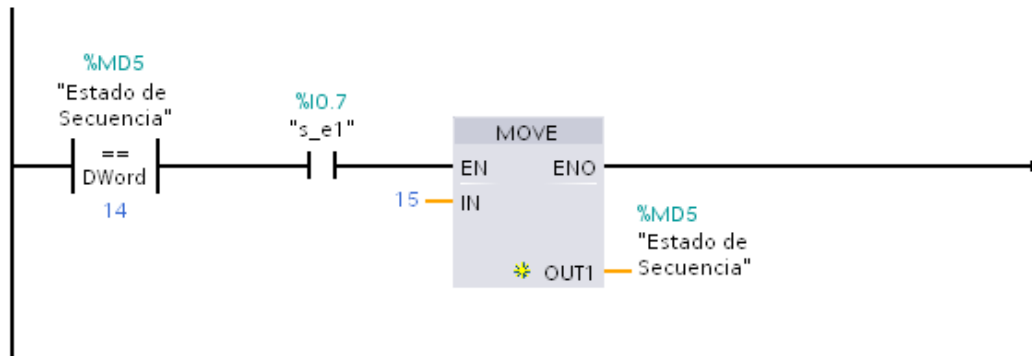 %MD5
"Estado de
Secuencia"
==
DWord
14
%I0.7
"s_e1"
MOVE
EN
ENO
15
IN
OUT1
%MD5
"Estado de
Secuencia"